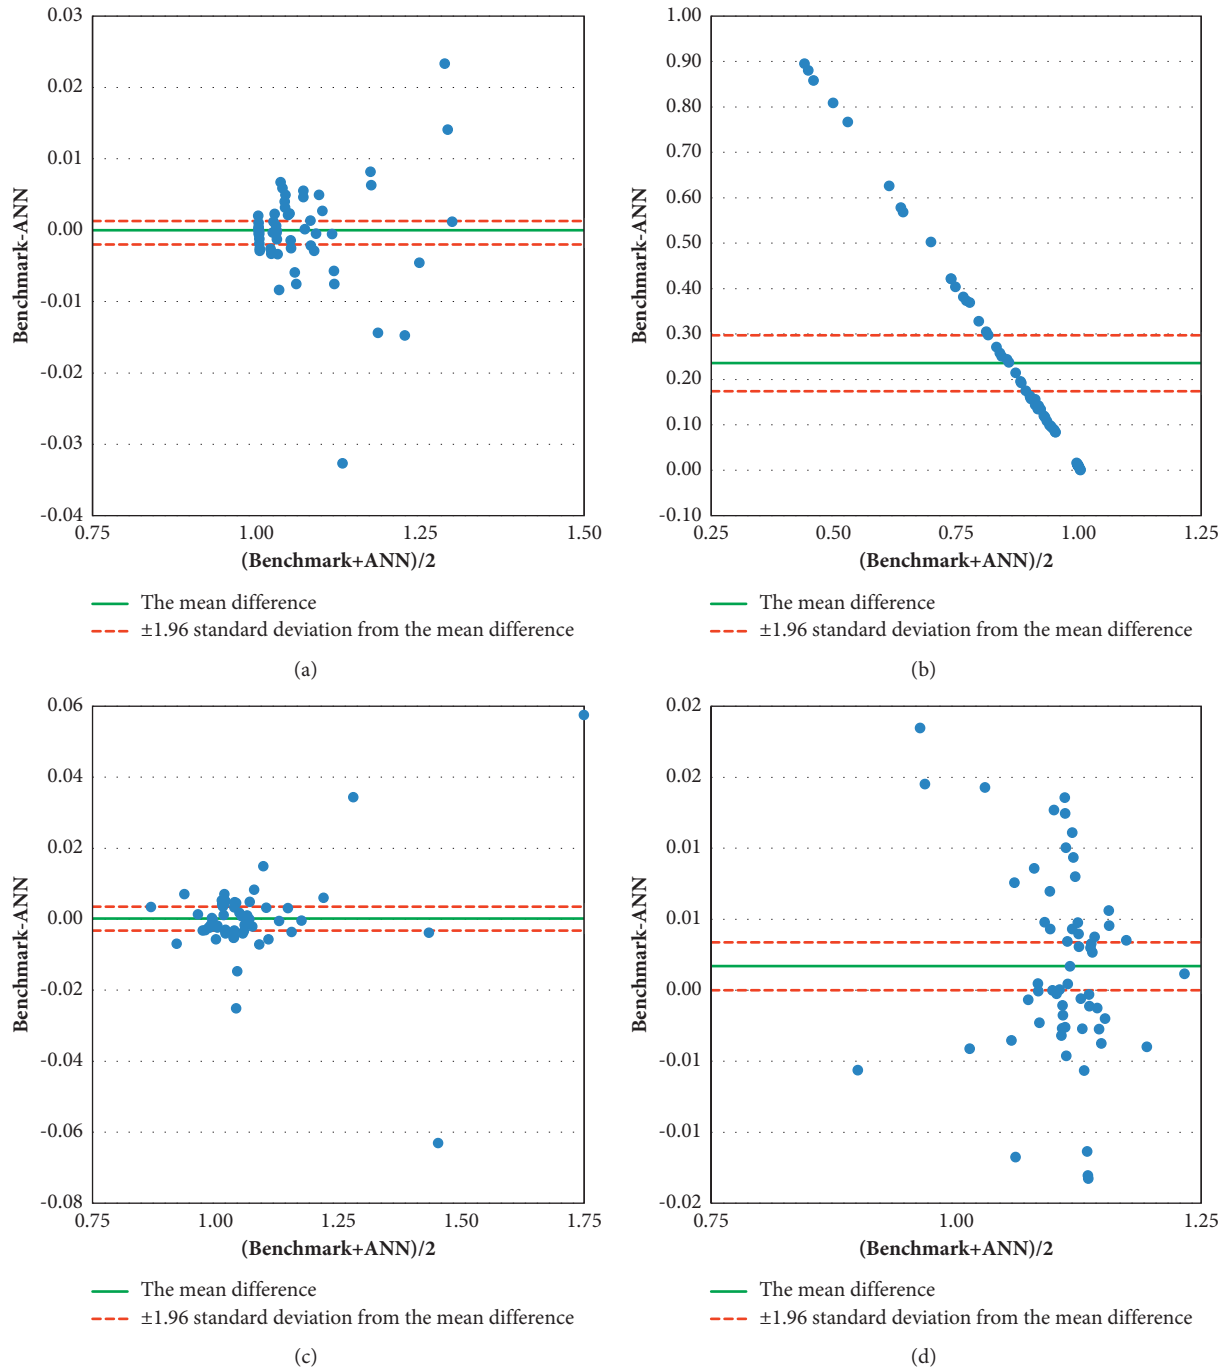 0.03
0.02
0.01
0.00
-0.01
-0.02
-0.03
-0.04
Benchmark-ANN
0.75 1.00 1.25 1.50
(Benchmark+ANN)/2
The mean difference
±1.96 standard deviation from the mean difference
(a)
1.00
0.90
0.80
0.70
0.60
0.50
0.40
0.30
0.20
0.10
0.00
-0.10
Benchmark-ANN
0.25 0.50 0.75 1.00 1.25
(Benchmark+ANN)/2
The mean difference
±1.96 standard deviation from the mean difference
(b)
0.06
0.04
0.02
0.00
-0.02
-0.04
-0.06
-0.08
Benchmark-ANN
0.75 1.00 1.25 1.50 1.75
(Benchmark+ANN)/2
The mean difference
±1.96 standard deviation from the mean difference
(c)
0.02
0.02
0.01
0.01
0.00
-0.01
-0.01
-0.02
Benchmark-ANN
0.75 1.00 1.25
(Benchmark+ANN)/2
The mean difference
±1.96 standard deviation from the mean difference
(d)